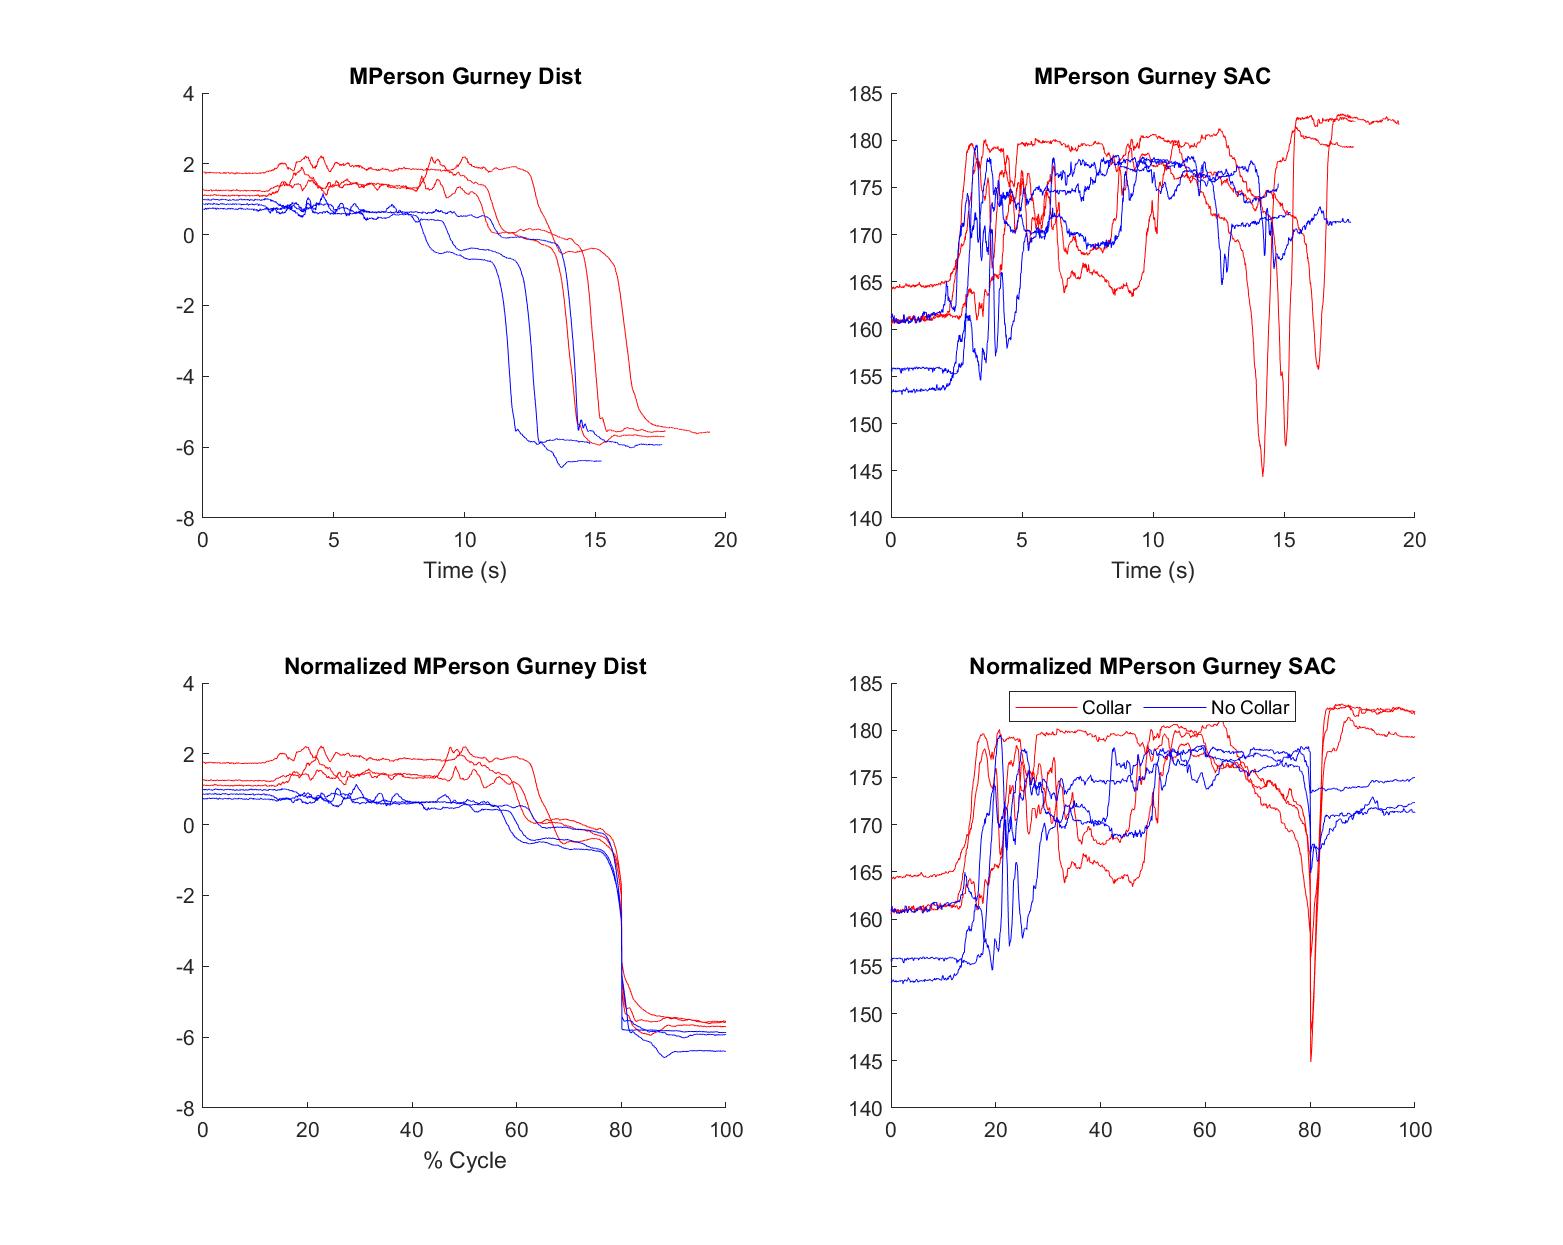 MPerson Gurney Dist
4
2
0
-2
-4
-6
-8
0 5 10 15 20
Time (s)
MPerson Gurney SAC
185
180
175
170
165
160
155
150
145
140
0 5 10 15 20
Time (s)
Normalized MPerson Gurney Dist
4
2
0
-2
-4
-6
-8
0 20 40 60 80 100
% Cycle
Normalized MPerson Gurney SAC
Collar No Collar
185
180
175
170
165
160
155
150
145
140
0 20 40 60 80 100